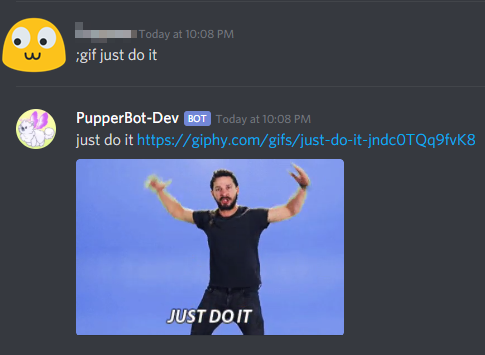 Today at 10:08 PM
;gif just do it
PupperBot-Dev BOT Today at 10:08 PM
just do it https://giphy.com/gifs/just-do-it-jndc0TQq9fvK8
JUST DO IT